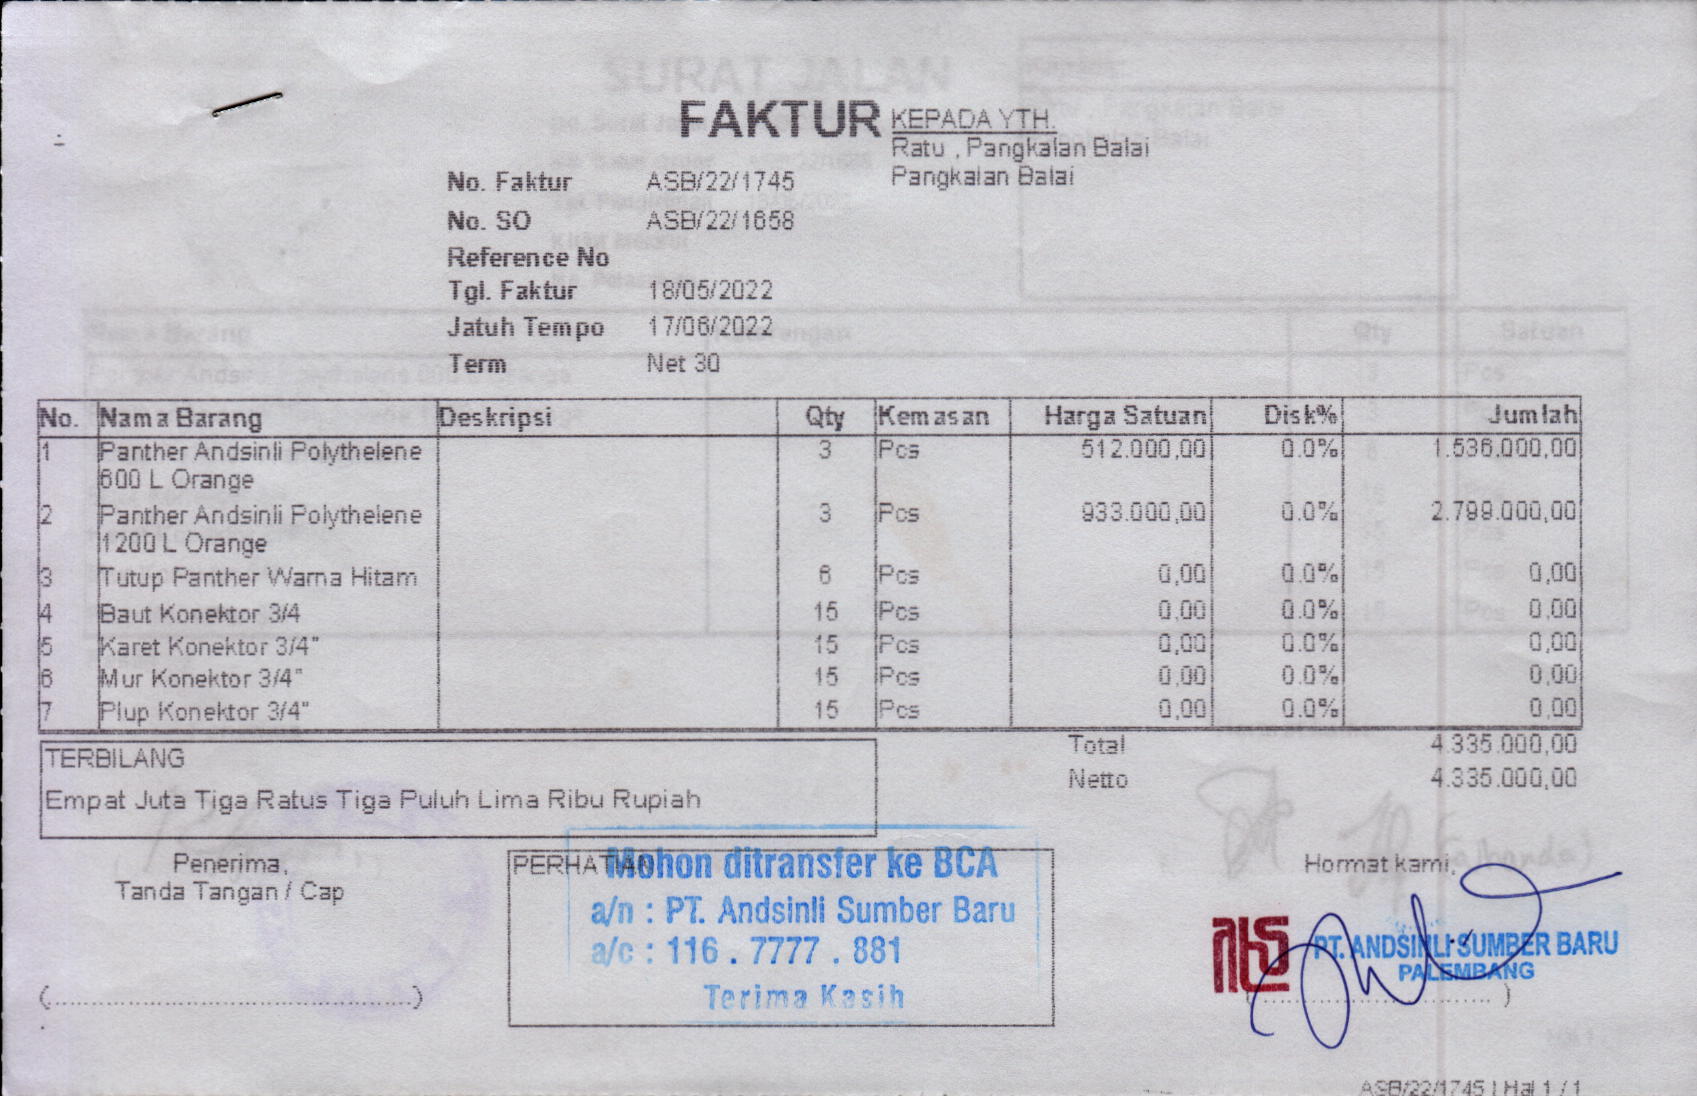 FAKTUR
KEPADA YTH.
Ratu , Pangkalan Balai
Pangkalan Balai
No. Faktur ASB/22/1745
No. SO ASB/22/1658
Reference No
Tgl. Faktur 18/05/2022
Jatuh Tempo 17/06/2022
Term Net 30
No. Nama Barang Deskripsi Qty Kemasan Harga Satuan Disk% Jumlah
1 Panther Andsinli Polythelene 3 Pcs 512.000,00 0.0% 1.536.000,00
600 L Orange
2 Panther Andsinli Polythelene 3 Pcs 933.000,00 0.0% 2.799.000,00
1200 L Orange
3 Tutup Panther Warna Hitam 6 Pcs 0,00 0.0% 0,00
4 Baut Konektor 3/4 15 Pcs 0,00 0.0% 0,00
5 Karet Konektor 3/4" 15 Pcs 0,00 0.0% 0,00
6 Mur Konektor 3/4" 15 Pcs 0,00 0.0% 0,00
7 Plup Konektor 3/4" 15 Pcs 0,00 0.0% 0,00
Total 4.335.000,00
Netto 4.335.000,00
TERBILANG
Empat Juta Tiga Ratus Tiga Puluh Lima Ribu Rupiah
Penerima,
Tanda Tangan / Cap
(........................................)
PERHATIAN
Mohon ditransfer ke BCA
a/n : PT. Andsinli Sumber Baru
a/c : 116 . 7777 . 881
Terima Kasih
Hormat kami,
PT. ANDSINLI SUMBER BARU
PALEMBANG
(........................................)
ASB/22/1745 | Hal 1 / 1